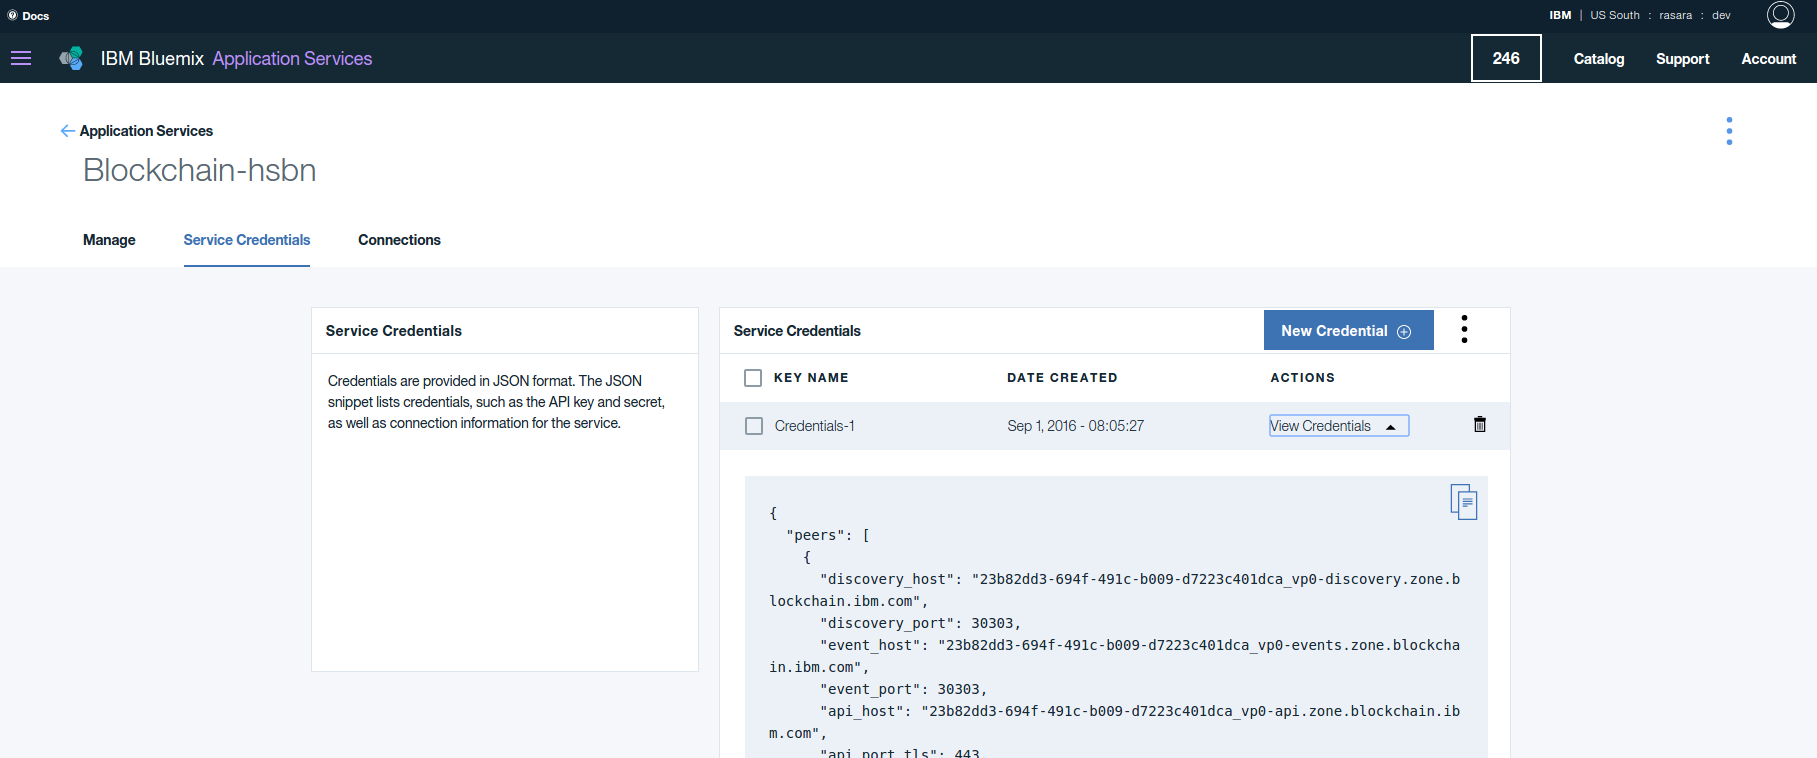 Docs
IBM | US South : rasara : dev
IBM Bluemix Application Services
246
Catalog
Support
Account
Application Services
Blockchain-hsbn
Manage
Service Credentials
Connections
Service Credentials
Credentials are provided in JSON format. The JSON
snippet lists credentials, such as the API key and secret,
as well as connection information for the service.
Service Credentials
New Credential
KEY NAME
DATE CREATED
ACTIONS
Credentials-1
Sep 1, 2016 - 08:05:27
View Credentials
{
"peers": [
{
"discovery_host": "23b82dd3-694f-491c-b009-d7223c401dca_vp0-discovery.zone.b
lockchain.ibm.com",
"discovery_port": 30303,
"event_host": "23b82dd3-694f-491c-b009-d7223c401dca_vp0-events.zone.blockcha
in.ibm.com",
"event_port": 30303,
"api_host": "23b82dd3-694f-491c-b009-d7223c401dca_vp0-api.zone.blockchain.ib
m.com",
"api_port_tls": 443,